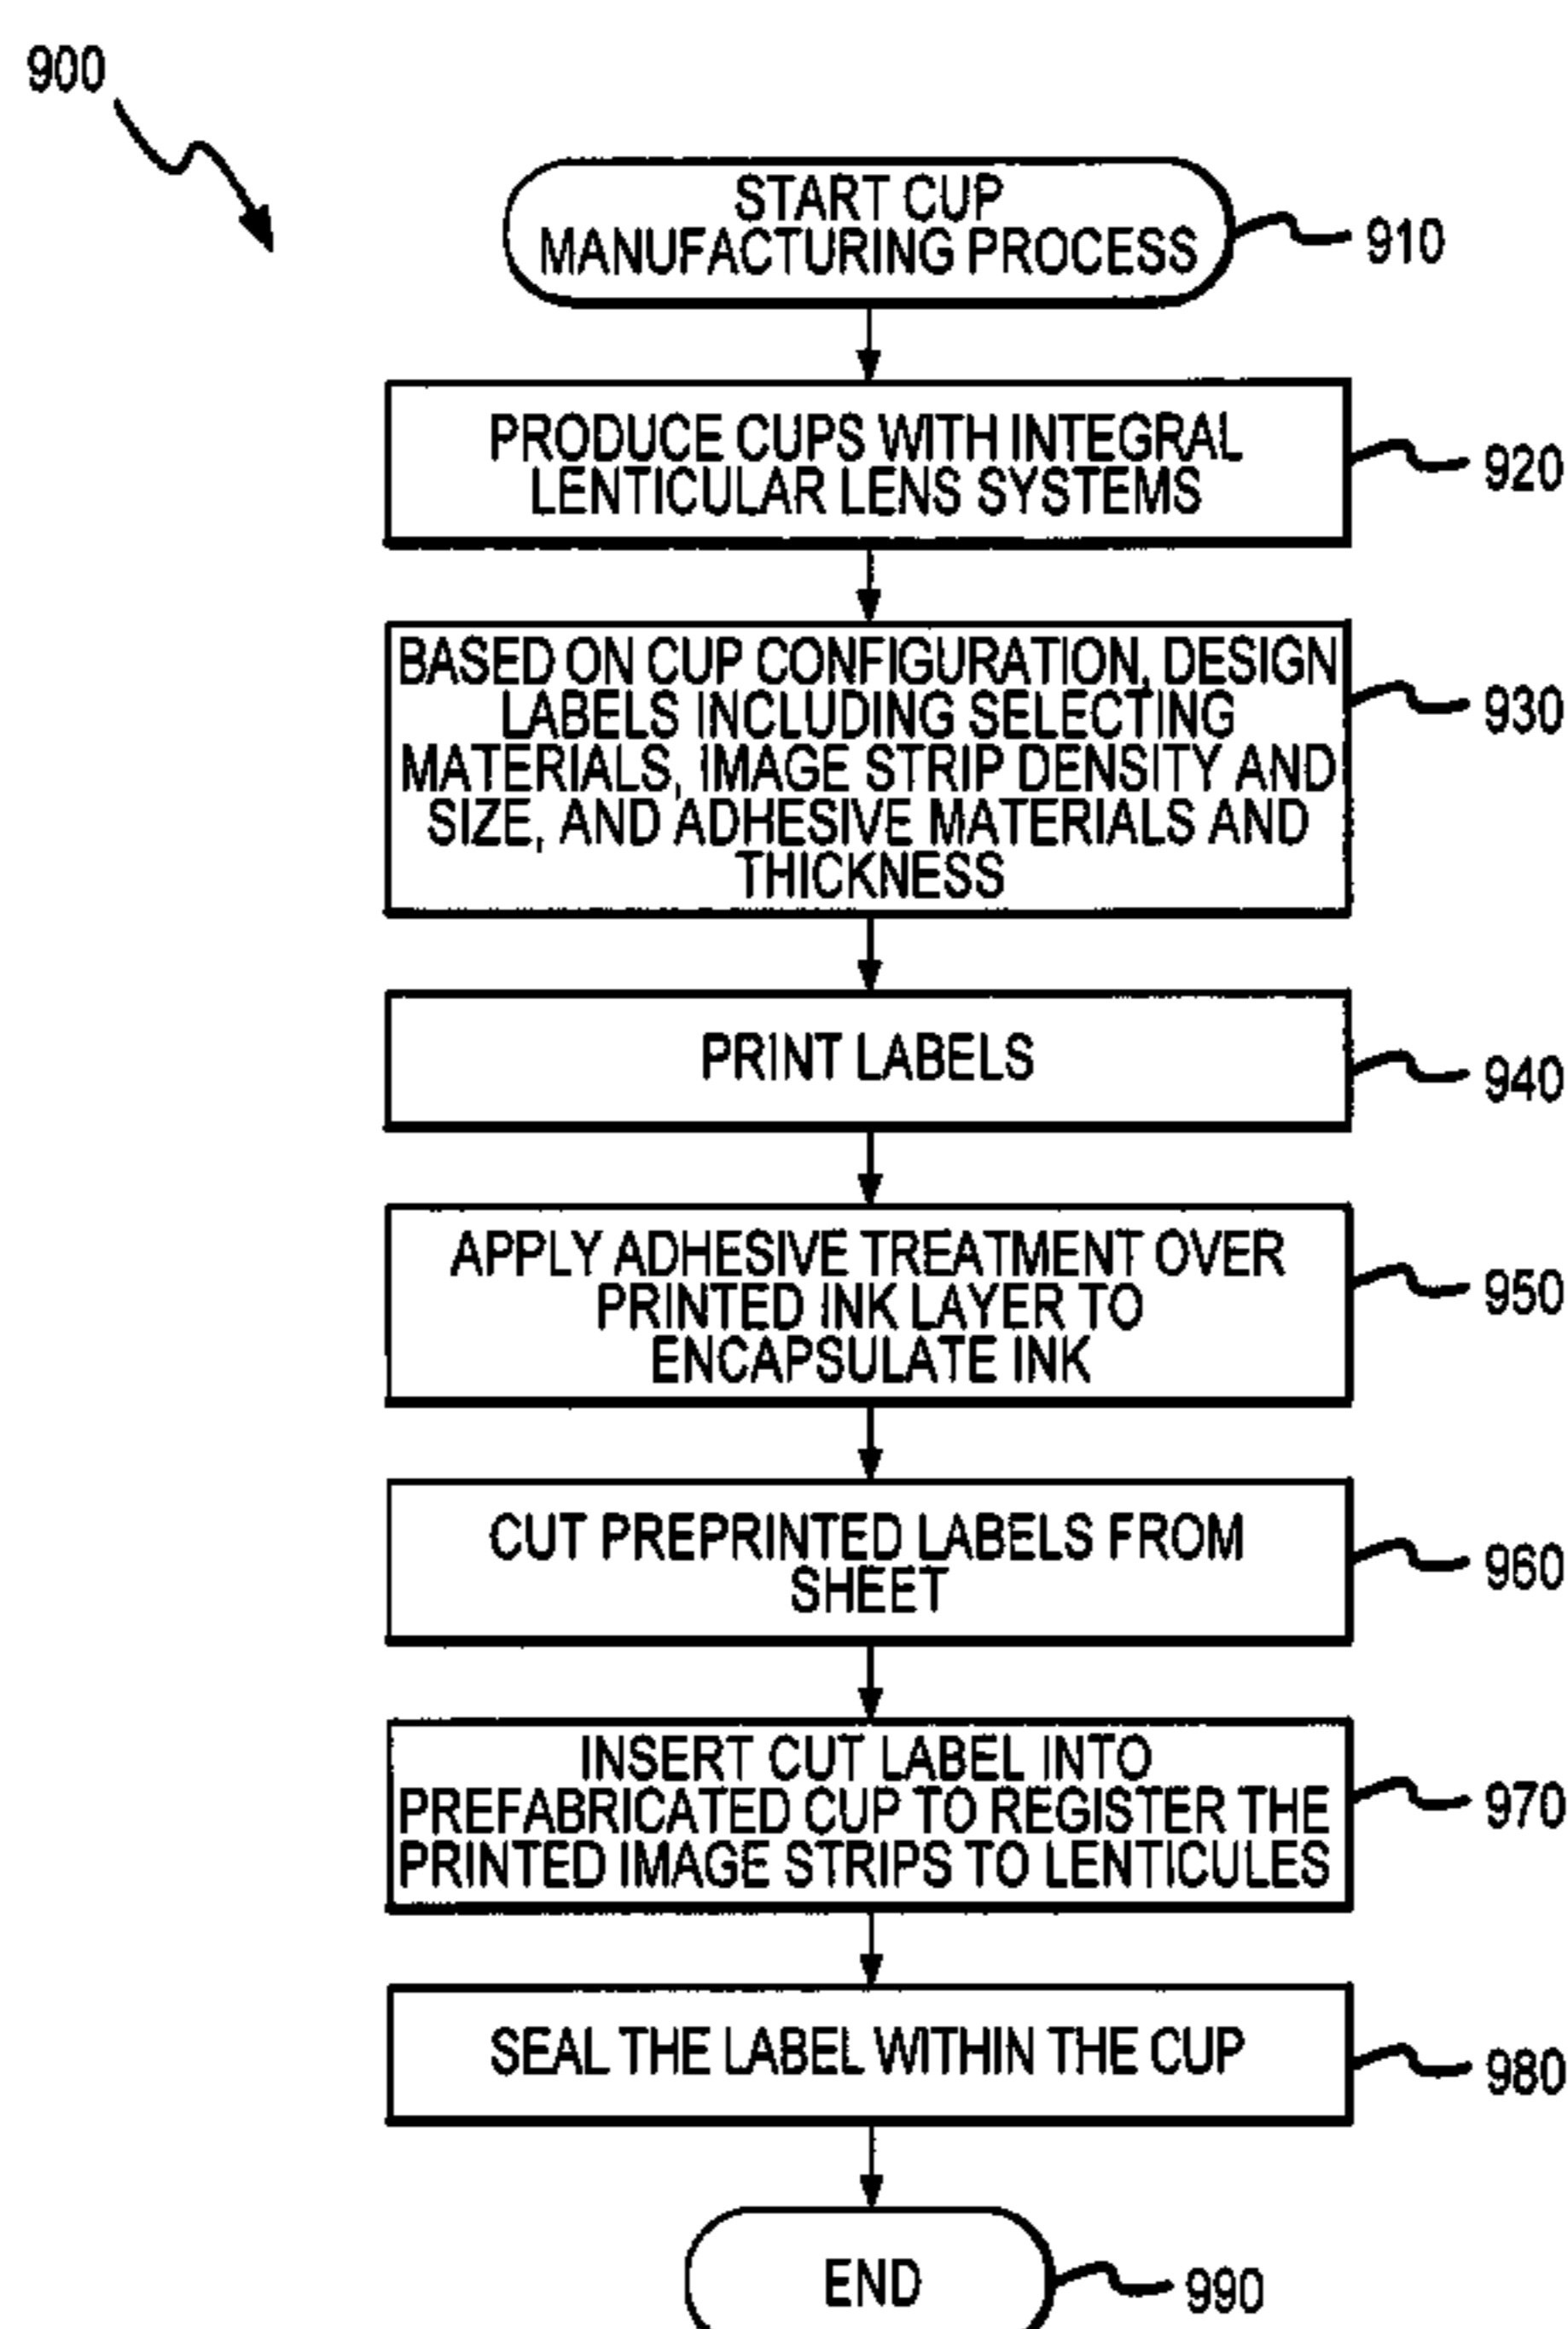 900
START CUP
MANUFACTURING PROCESS
910
PRODUCE CUPS WITH INTEGRAL
LENTICULAR LENS SYSTEMS
920
BASED ON CUP CONFIGURATION, DESIGN
LABELS INCLUDING SELECTING
MATERIALS, IMAGE STRIP DENSITY AND
SIZE, AND ADHESIVE MATERIALS AND
THICKNESS
930
PRINT LABELS
940
APPLY ADHESIVE TREATMENT OVER
PRINTED INK LAYER TO
ENCAPSULATE INK
950
CUT PREPRINTED LABELS FROM
SHEET
960
INSERT CUT LABEL INTO
PREFABRICATED CUP TO REGISTER THE
PRINTED IMAGE STRIPS TO LENTICULES
970
SEAL THE LABEL WITHIN THE CUP
980
END
990